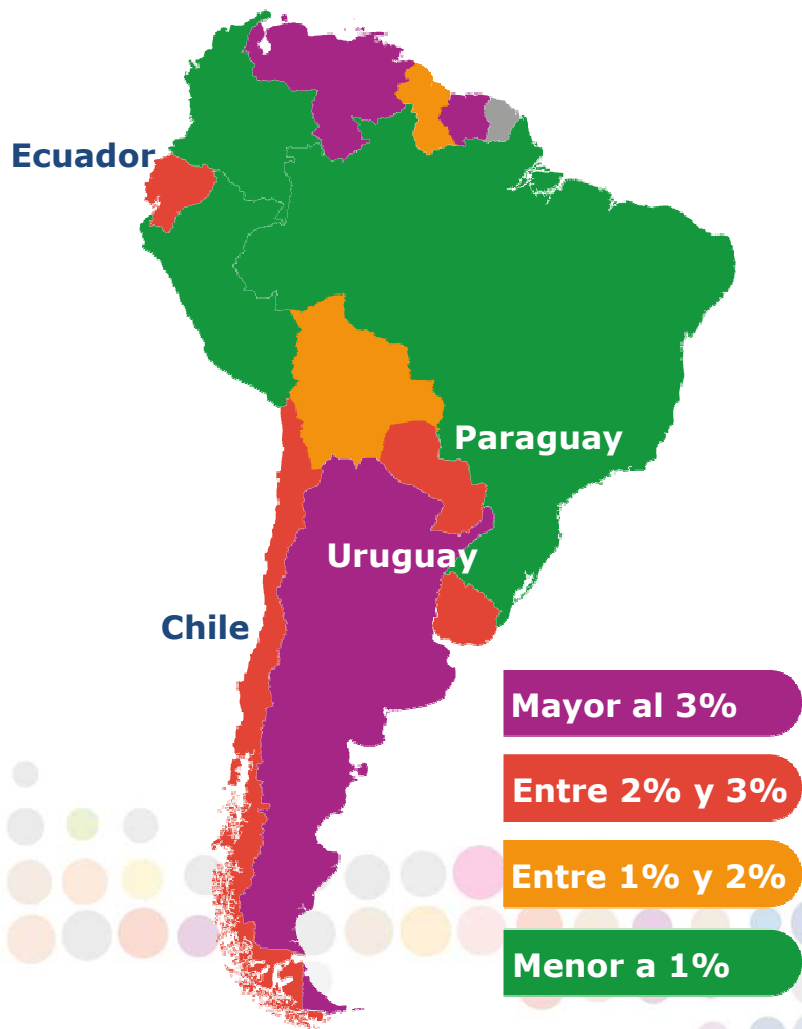 Ecuador
Paraguay
Uruguay
Chile
Mayor al 3%
Entre 2% y 3%
Entre 1% y 2%
Menor a 1%